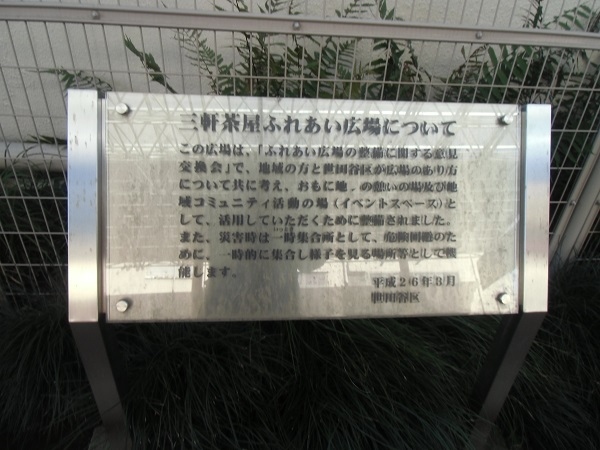 三軒茶屋ふれあい広場について
この広場は、「ふれあい広場の整備に関する意見
交換会」で、地域の方と世田谷区が広場のあり方
について共に考え、おもに地 の憩いの場及び地
域コミュニティ活動の場（イベントスペース）と
して、活用していただくために整備されました。
また、災害時は一時集合所として、危険回避のた
めに、一時的に集合し様子を見る場所等として機
能します。
平成26年3月
世田谷区